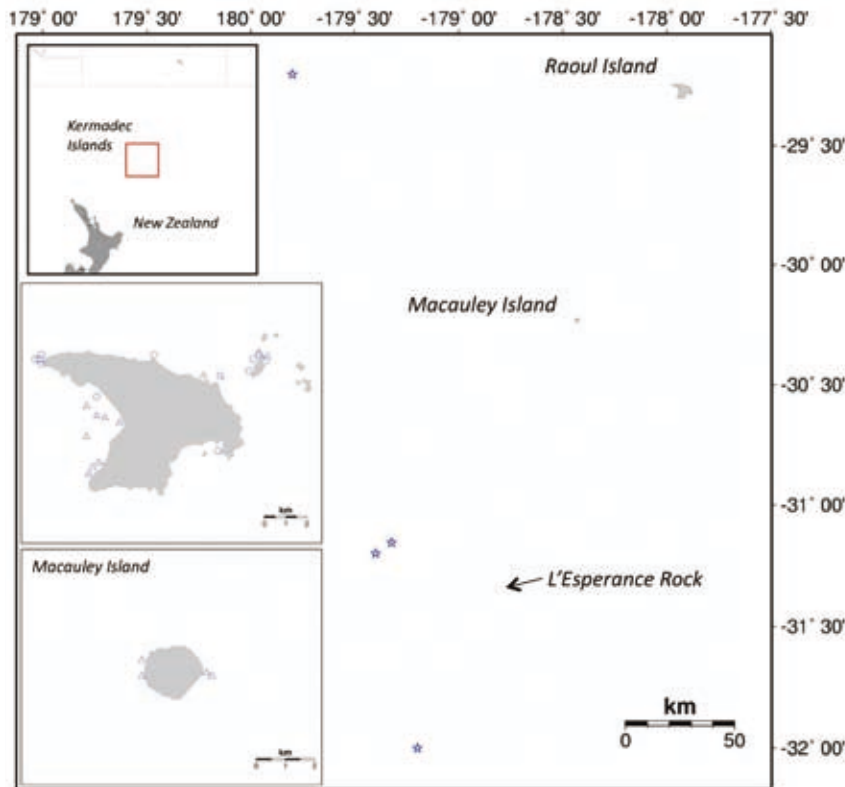 179˚ 00' 179˚ 30' 180˚ 00' -179˚ 30' -179˚ 00' -178˚ 30' -178˚ 00' -177˚ 30'
Raoul Island
Kermadec
Islands
New Zealand
-29˚ 30'
-30˚ 00'
Macauley Island
-30˚ 30'
km
-31˚ 00'
Macauley Island
L'Esperance Rock
-31˚ 30'
km
0 50
km
-32˚ 00'